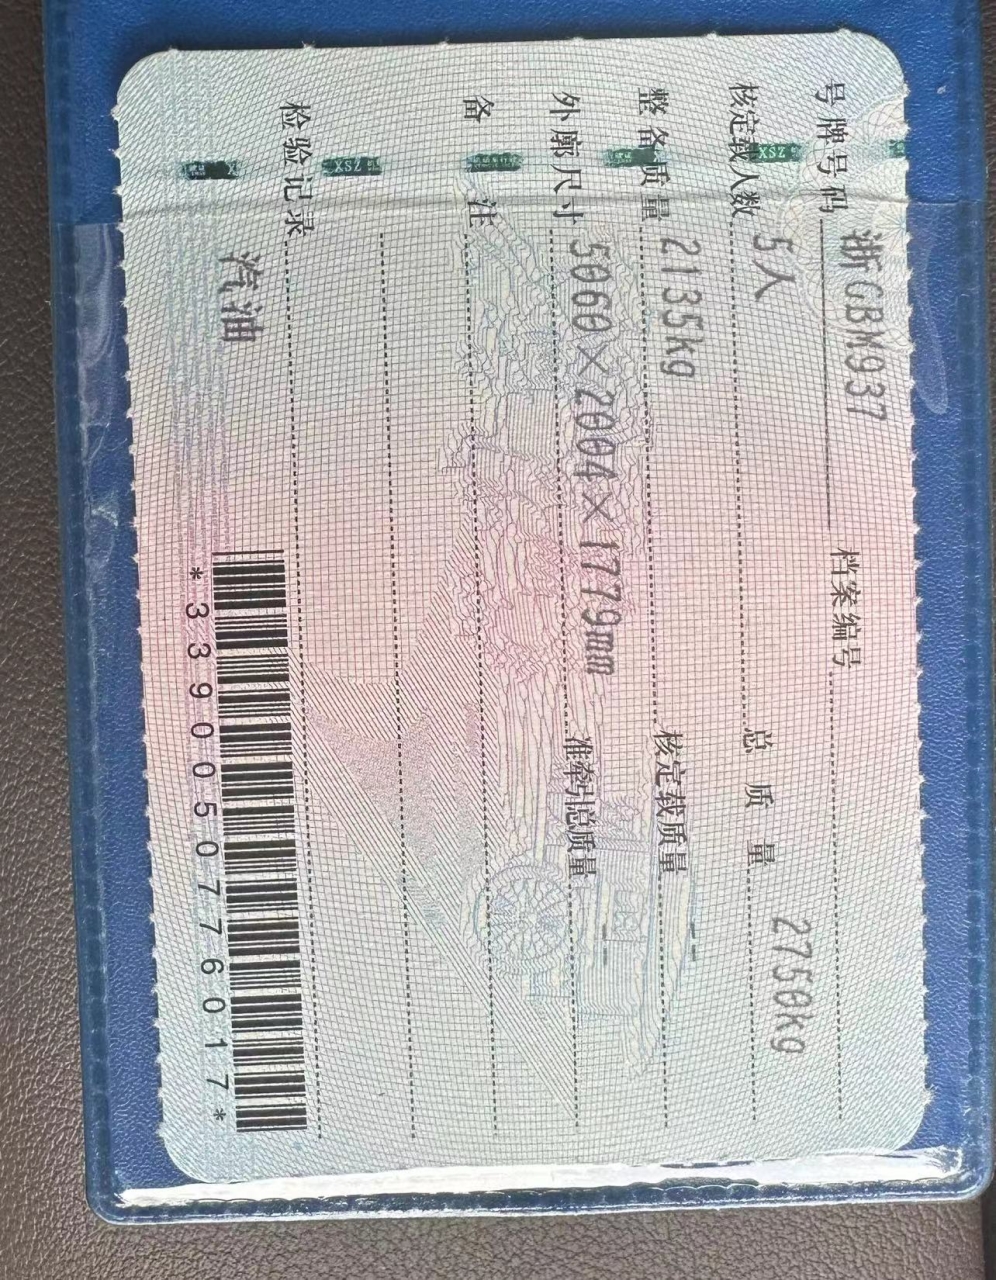 号牌号码 浙GBM937 档案编号
核定载人数 5人 总质量 2750kg
整备质量 2135kg 核定载质量
外廓尺寸 5060×2004×1779mm 准牵引总质量
备注
检验记录
汽油
*3390050776017*